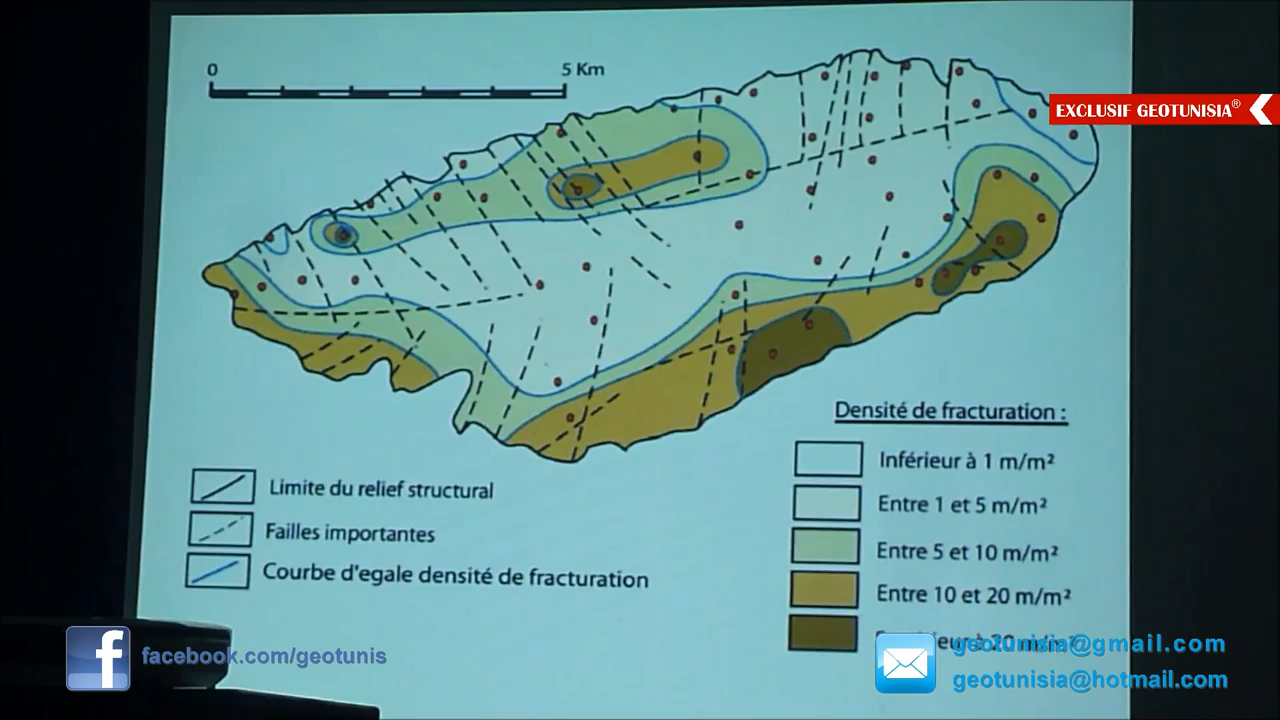 0
5 Km
EXCLUSIF GEOTUNISIA®
Densité de fracturation :
Inférieur à 1 m/m²
Entre 1 et 5 m/m²
Entre 5 et 10 m/m²
Entre 10 et 20 m/m²
Limite du relief structural
Failles importantes
Courbe d'egale densité de fracturation
facebook.com/geotunis
geotunisia@gmail.com
geotunisia@hotmail.com